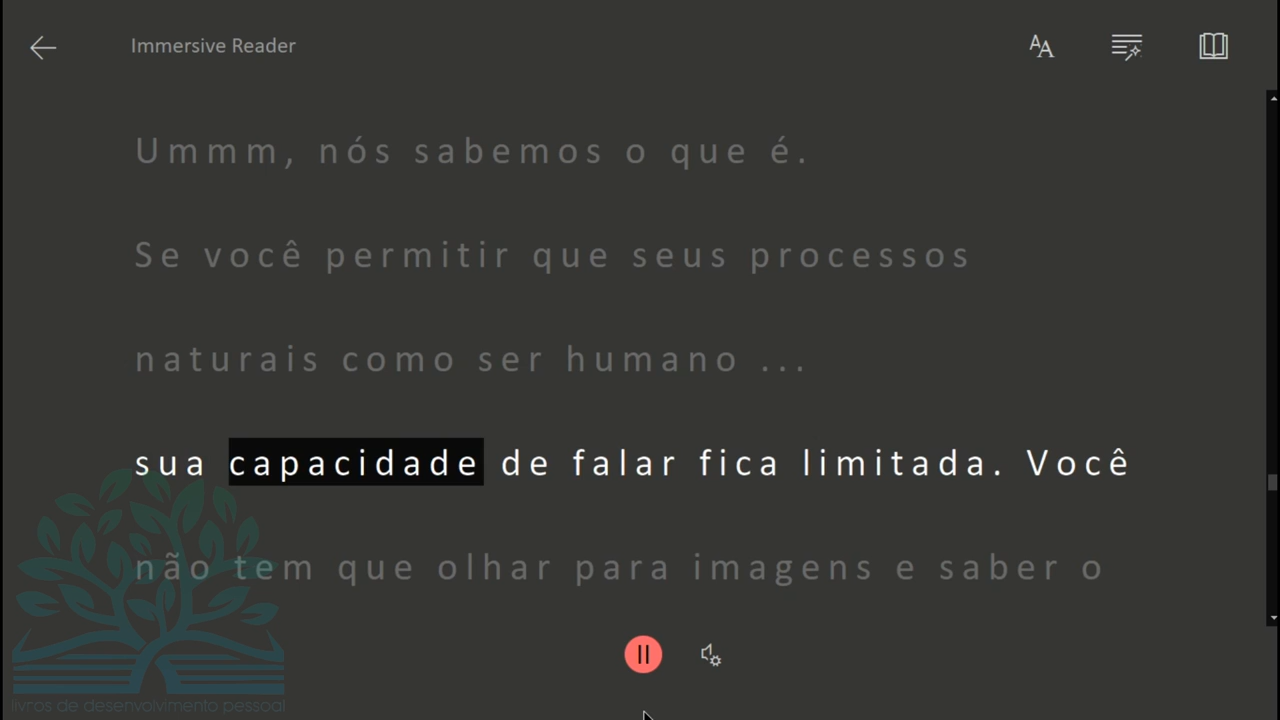 Immersive Reader
Ummm, nós sabemos o que é.
Se você permitir que seus processos
naturais como ser humano ...
sua capacidade de falar fica limitada. Você
não tem que olhar para imagens e saber o
livros de desenvolvimento pessoal